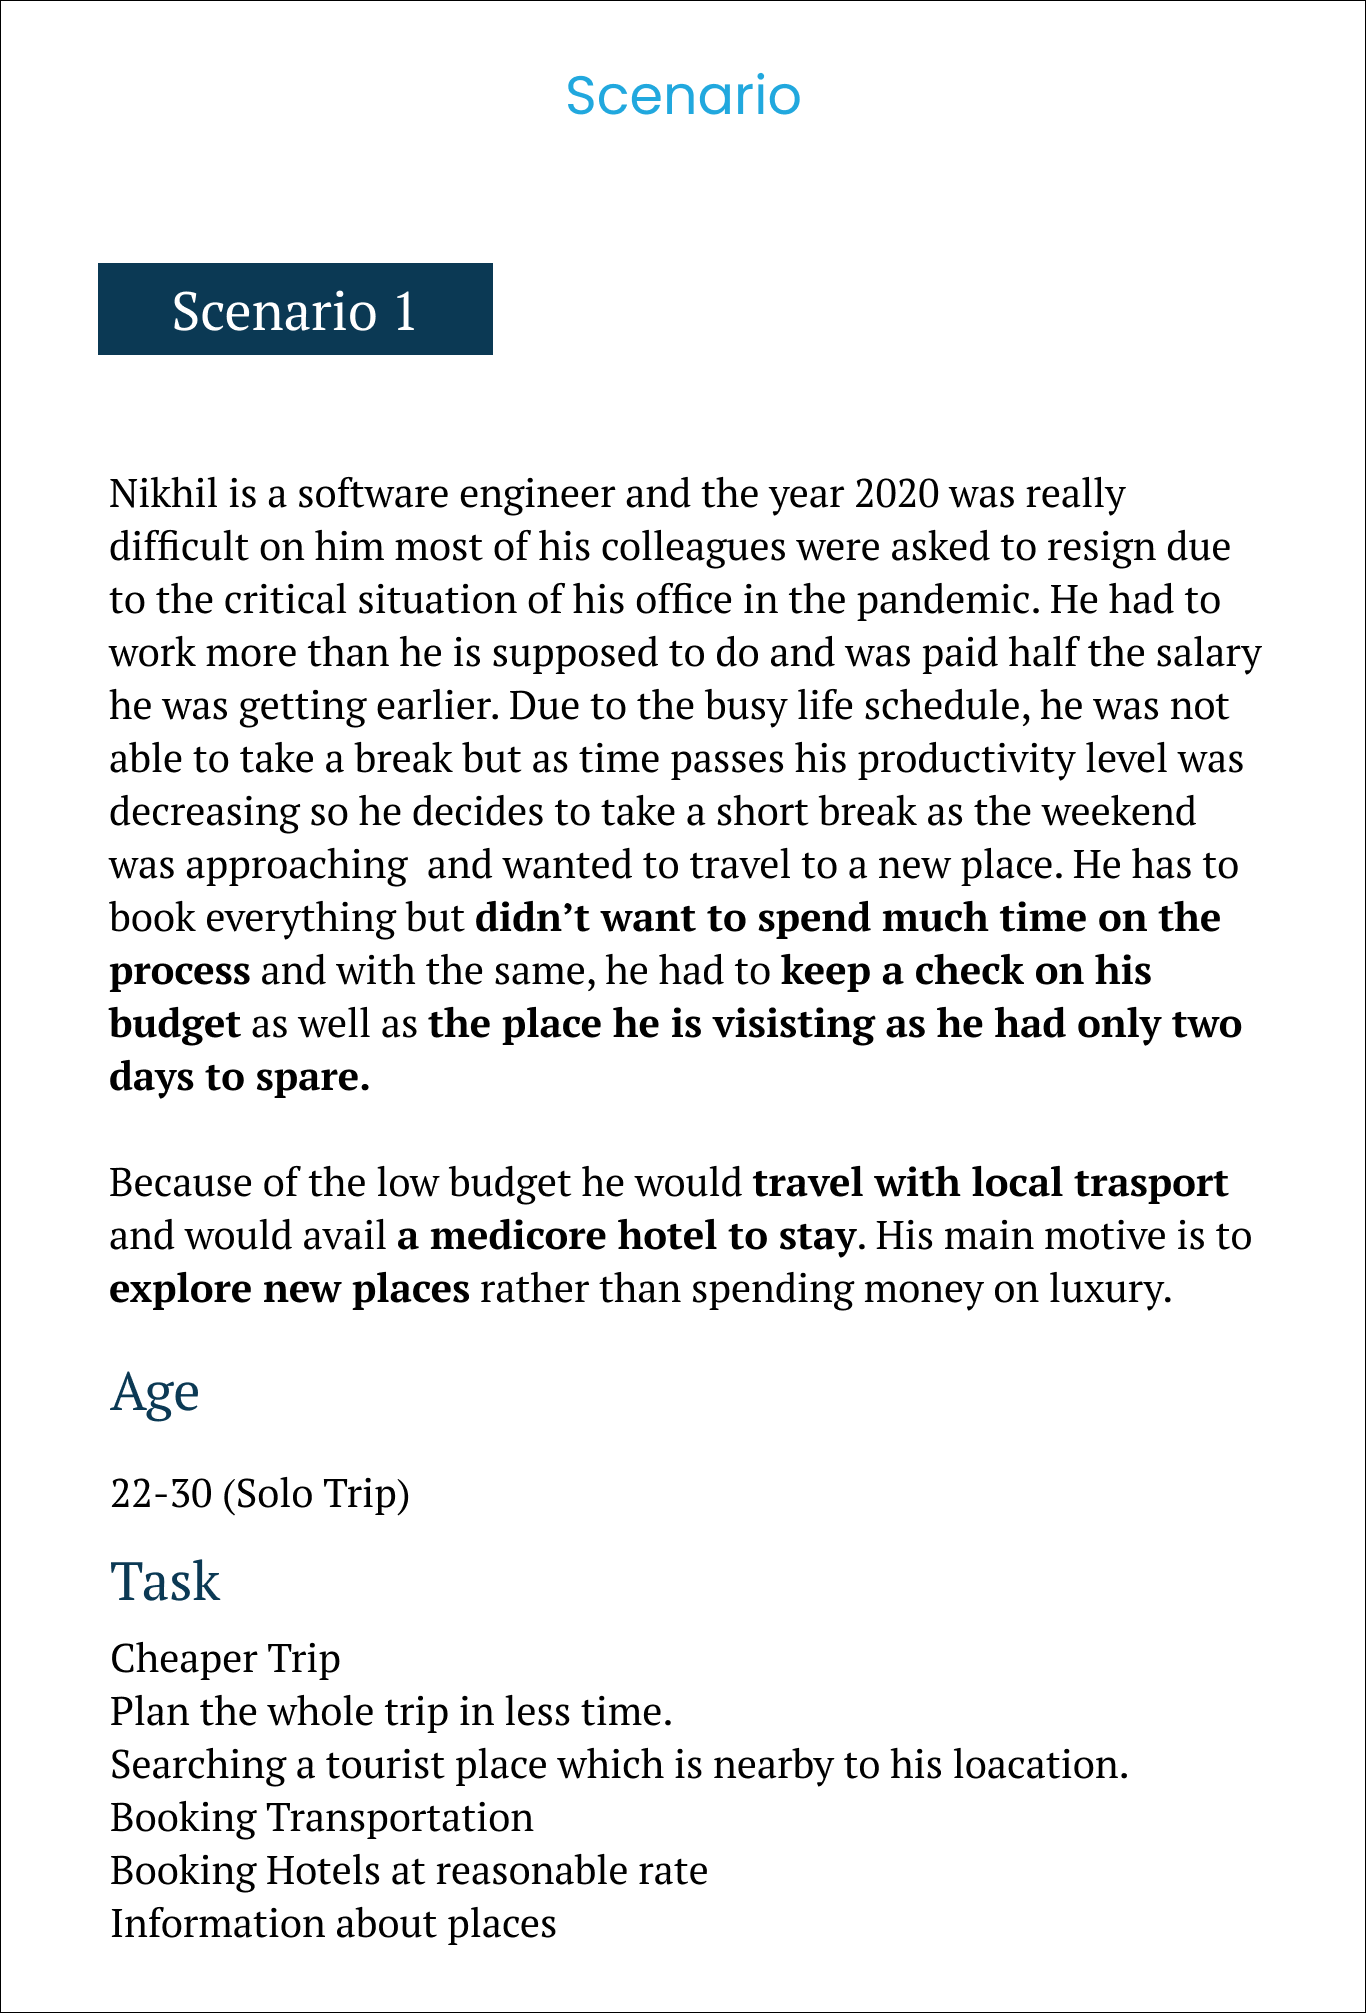 Scenario
Scenario 1
Nikhil is a software engineer and the year 2020 was really
difficult on him most of his colleagues were asked to resign due
to the critical situation of his office in the pandemic. He had to
work more than he is supposed to do and was paid half the salary
he was getting earlier. Due to the busy life schedule, he was not
able to take a break but as time passes his productivity level was
decreasing so he decides to take a short break as the weekend
was approaching  and wanted to travel to a new place. He has to
book everything but didn’t want to spend much time on the
process and with the same, he had to keep a check on his
budget as well as the place he is visisting as he had only two
days to spare.
Because of the low budget he would travel with local trasport
and would avail a medicore hotel to stay. His main motive is to
explore new places rather than spending money on luxury.
Age
22-30 (Solo Trip)
Task
Cheaper Trip
Plan the whole trip in less time.
Searching a tourist place which is nearby to his loacation.
Booking Transportation
Booking Hotels at reasonable rate
Information about places